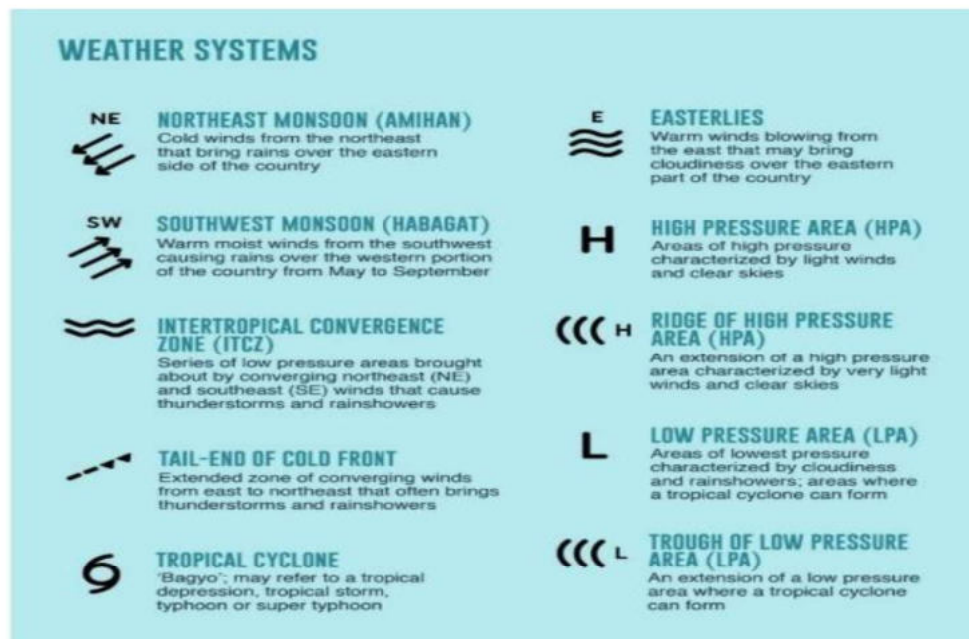 WEATHER SYSTEMS
NE
NORTHEAST MONSOON (AMIHAN)
Cold winds from the northeast
that bring rains over the eastern
side of the country
SW
SOUTHWEST MONSOON (HABAGAT)
Warm moist winds from the southwest
causing rains over the western portion
of the country from May to September
INTERTROPICAL CONVERGENCE
ZONE (ITCZ)
Series of low pressure areas brought
about by converging northeast (NE)
and southeast (SE) winds that cause
thunderstorms and rainshowers
TAIL-END OF COLD FRONT
Extended zone of converging winds
from east to northeast that often brings
thunderstorms and rainshowers
TROPICAL CYCLONE
'Bagyo'; may refer to a tropical
depression, tropical storm,
typhoon or super typhoon
E
EASTERLIES
Warm winds blowing from
the east that may bring
cloudiness over the eastern
part of the country
H
HIGH PRESSURE AREA (HPA)
Areas of high pressure
characterized by light winds
and clear skies
H
RIDGE OF HIGH PRESSURE
AREA (HPA)
An extension of a high pressure
area characterized by very light
winds and clear skies
L
LOW PRESSURE AREA (LPA)
Areas of lowest pressure
characterized by cloudiness
and rainshowers; areas where
a tropical cyclone can form
L
TROUGH OF LOW PRESSURE
AREA (LPA)
An extension of a low pressure
area where a tropical cyclone
can form